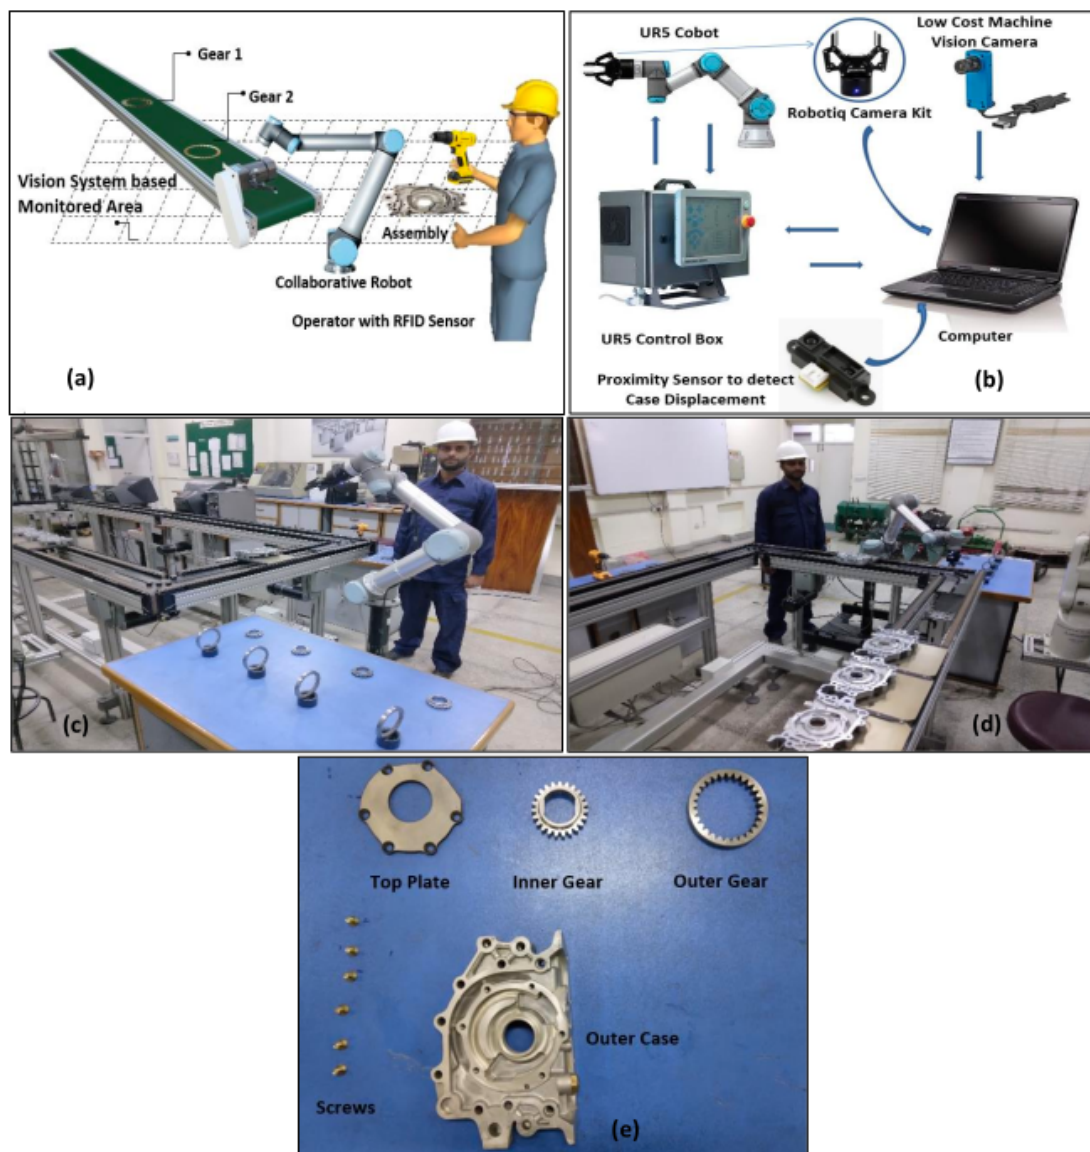 Gear 1
Gear 2
Vision System based
Monitored Area
Assembly
Collaborative Robot
Operator with RFID Sensor
(a)
UR5 Cobot
Low Cost Machine
Vision Camera
Robotiq Camera Kit
UR5 Control Box
Computer
Proximity Sensor to detect
Case Displacement
(b)
(c)
(d)
Top Plate
Inner Gear
Outer Gear
Outer Case
Screws
(e)